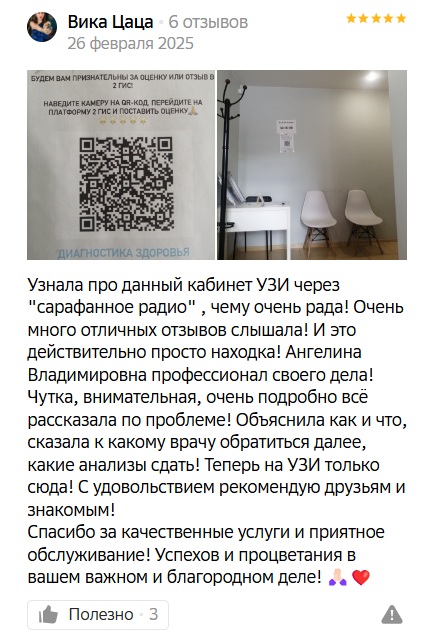 Вика Цаца · 6 отзывов
26 февраля 2025
БУДЕМ ВАМ ПРИЗНАТЕЛЬНЫ ЗА ОЦЕНКУ ИЛИ ОТЗЫВ В
2 ГИС!
НАВЕДИТЕ КАМЕРУ НА QR-КОД, ПЕРЕЙДИТЕ НА
ПЛАТФОРМУ 2 ГИС И ПОСТАВИТЬ ОЦЕНКУ🙏
ДИАГНОСТИКА ЗДОРОВЬЯ
Узнала про данный кабинет УЗИ через
"сарафанное радио" , чему очень рада! Очень
много отличных отзывов слышала! И это
действительно просто находка! Ангелина
Владимировна профессионал своего дела!
Чутка, внимательная, очень подробно всё
рассказала по проблеме! Объяснила как и что,
сказала к какому врачу обратиться далее,
какие анализы сдать! Теперь на УЗИ только
сюда! С удовольствием рекомендую друзьям и
знакомым!
Спасибо за качественные услуги и приятное
обслуживание! Успехов и процветания в
вашем важном и благородном деле! 🙏🏻❤️
Полезно · 3